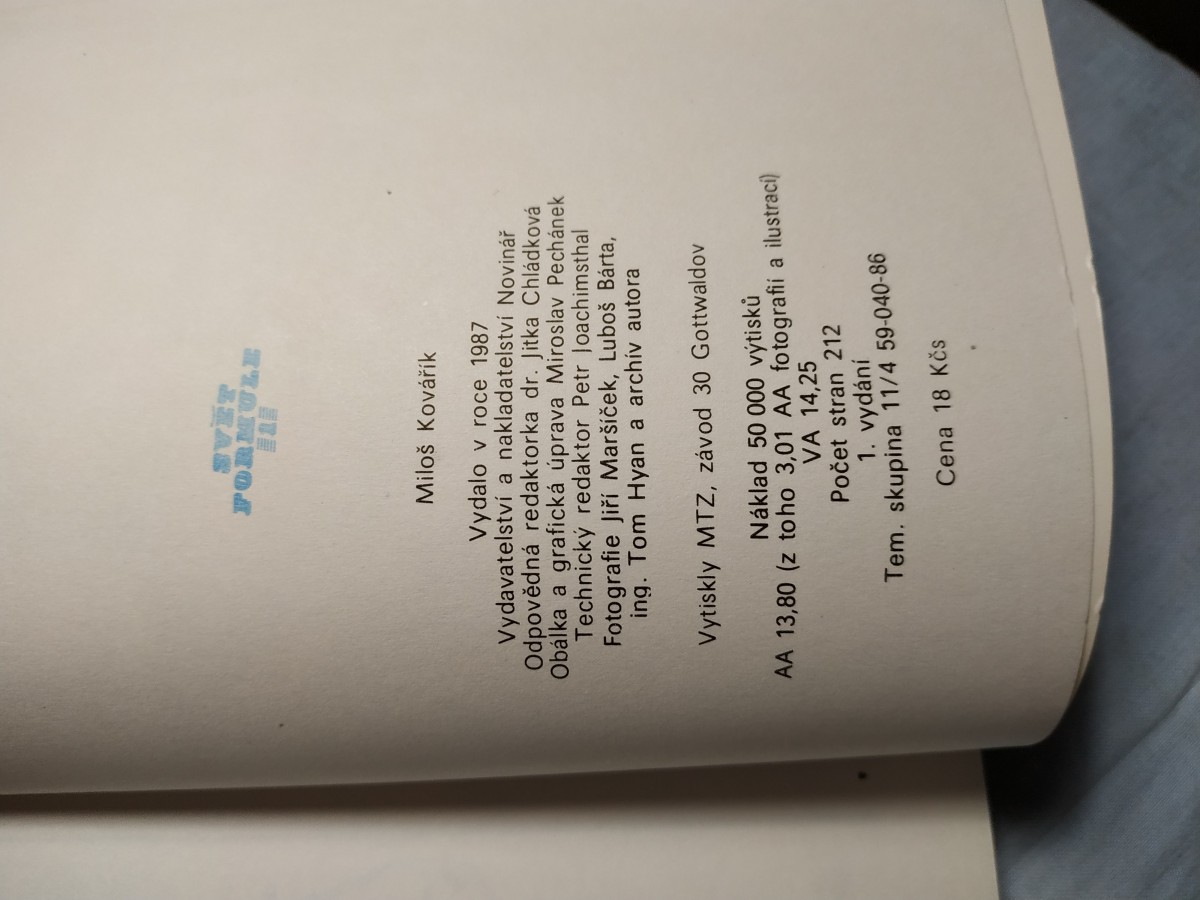 SVĚT
FORMULE
1
Miloš Kovářík
Vydalo v roce 1987
Vydavatelství a nakladatelství Novinář
Odpovědná redaktorka dr. Jitka Chládková
Obálka a grafická úprava Miroslav Pechánek
Technický redaktor Petr Joachimsthal
Fotografie Jiří Maršíček, Luboš Bárta,
ing. Tom Hyan a archív autora
Vytiskly MTZ, závod 30 Gottwaldov
Náklad 50 000 výtisků
AA 13,80 (z toho 3,01 AA fotografií a ilustrací)
VA 14,25
Počet stran 212
1. vydání
Tem. skupina 11/4 59-040-86
Cena 18 Kčs